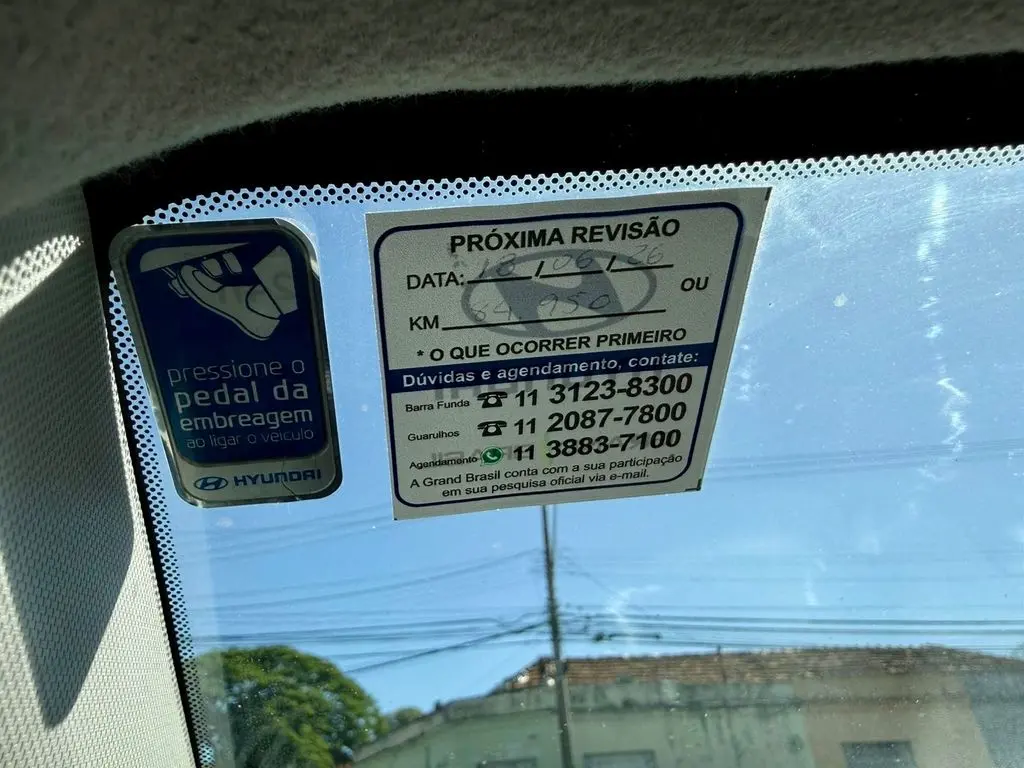 pressione o
pedal da
embreagem
ao ligar o veículo
HYUNDAI
PRÓXIMA REVISÃO
DATA: 18/06/26 OU
KM 64.950
* O QUE OCORRER PRIMEIRO
Dúvidas e agendamento, contate:
Barra Funda ☎ 11 3123-8300
Guarulhos ☎ 11 2087-7800
Agendamento 11 3883-7100
A Grand Brasil conta com a sua participação
em sua pesquisa oficial via e-mail.